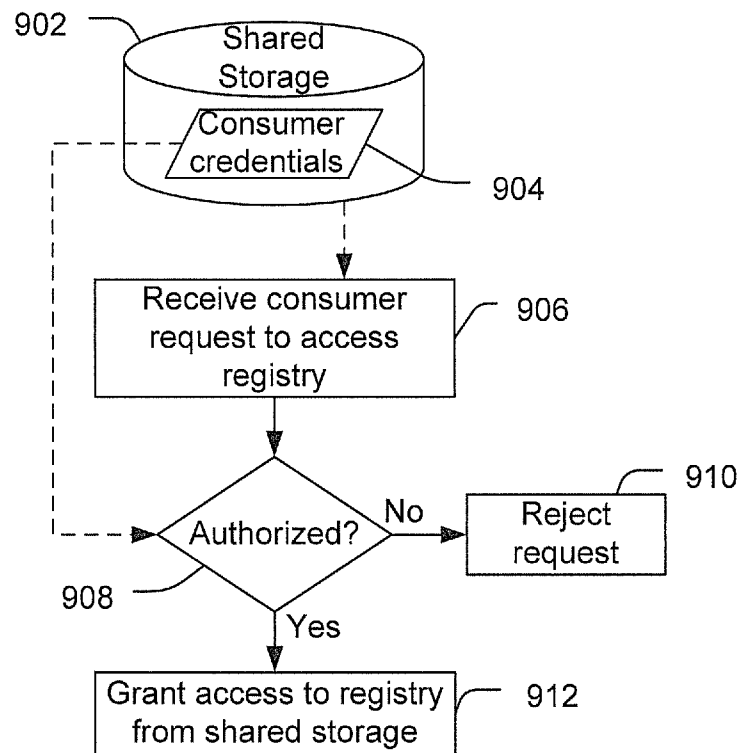 902
Shared
Storage
Consumer
credentials
904
Receive consumer
request to access
registry
906
Authorized?
No
908
Yes
Reject
request
910
Grant access to registry
from shared storage
912